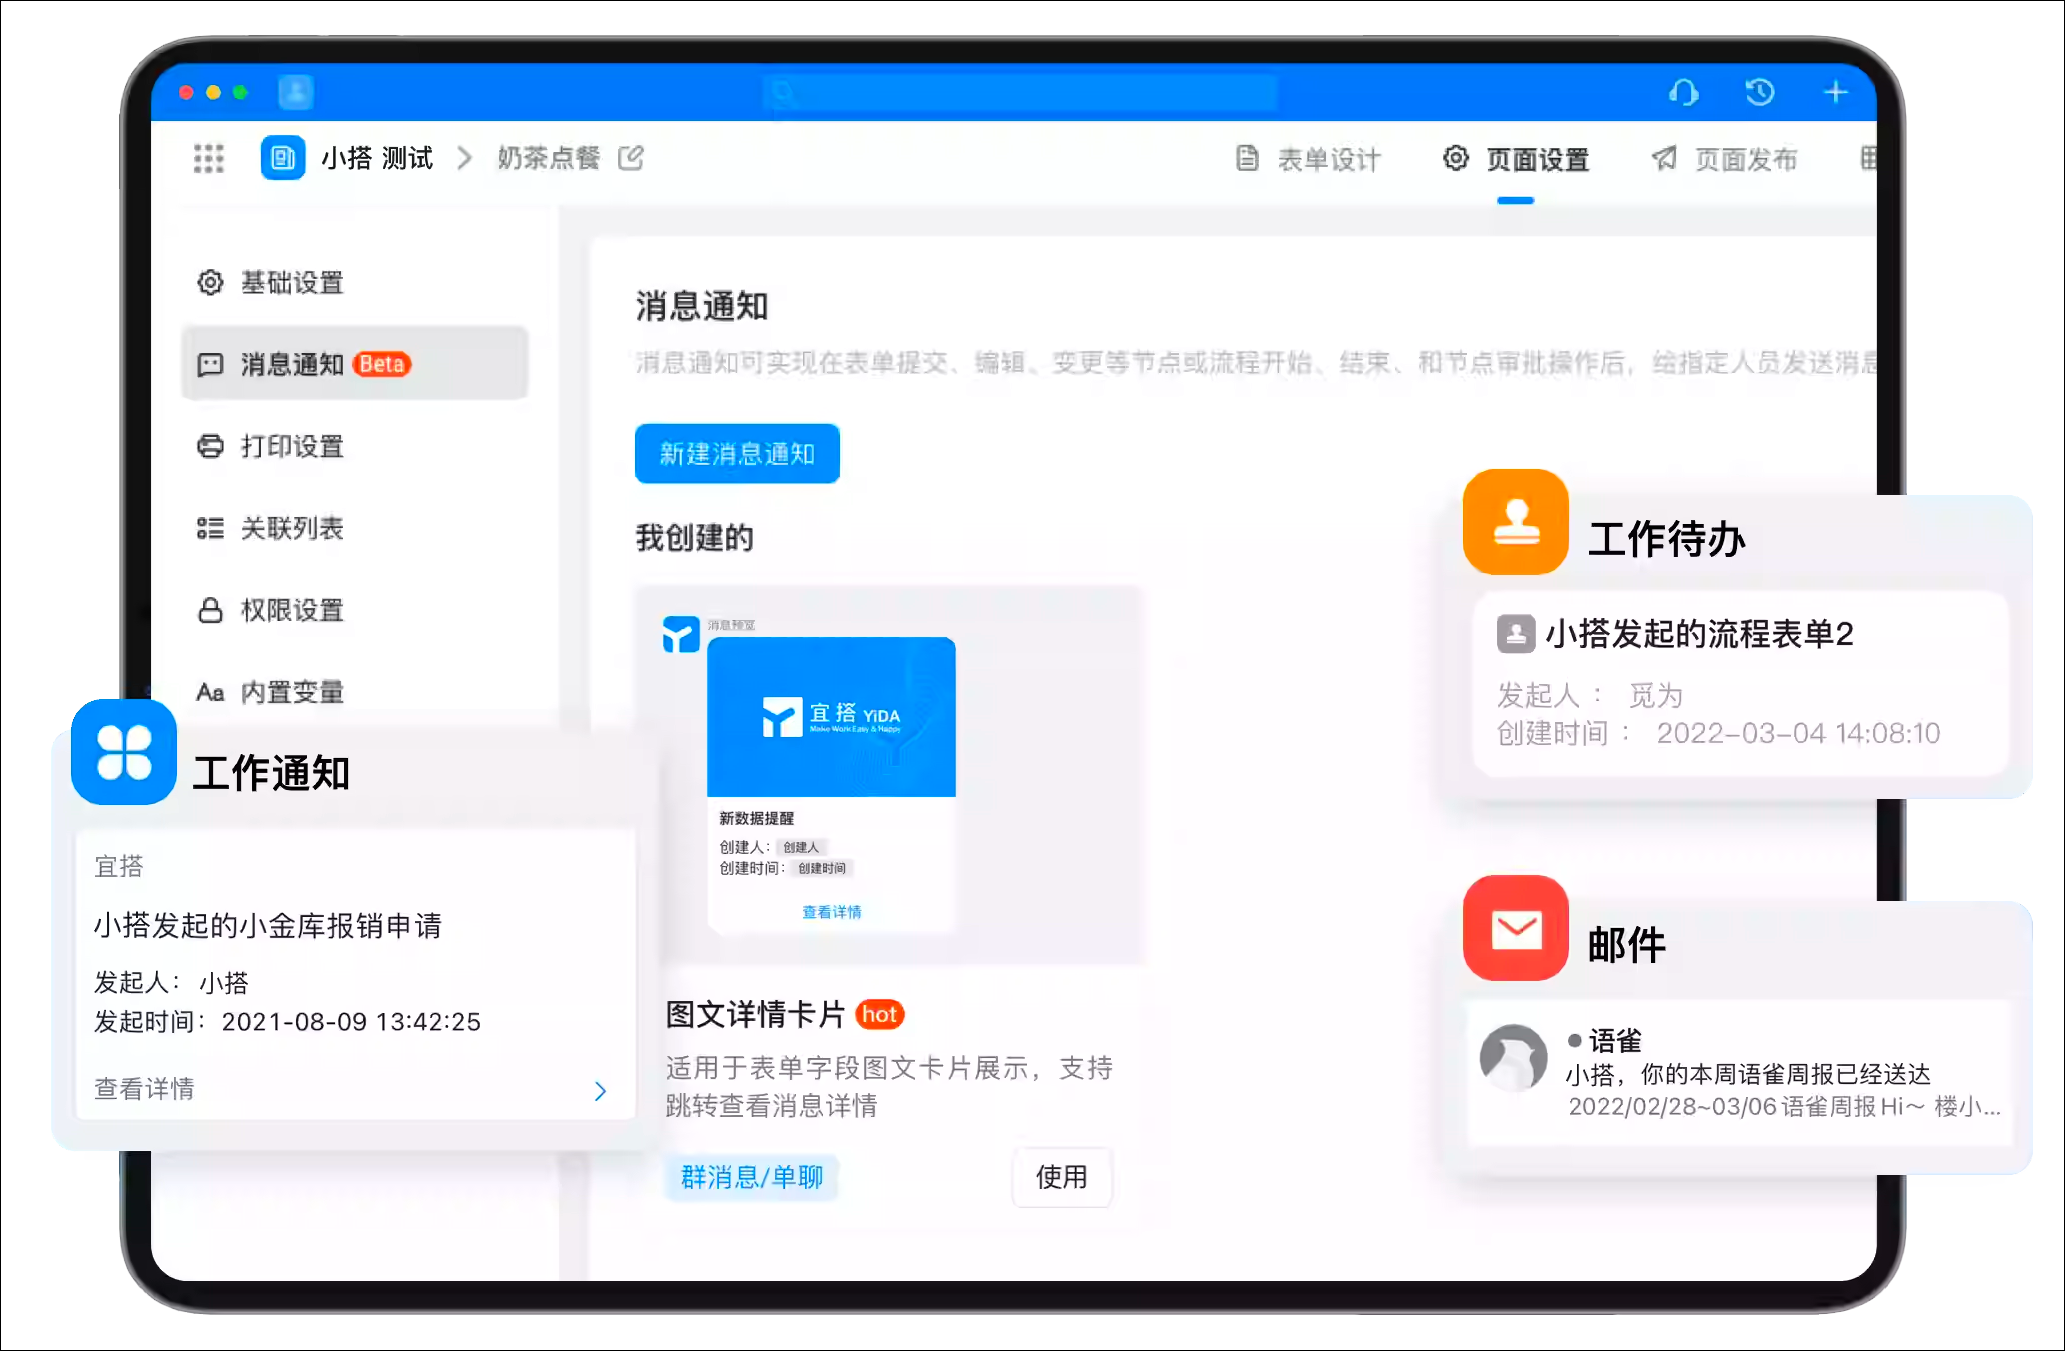 小搭 测试
奶茶点餐
表单设计
页面设置
页面发布
基础设置
消息通知 Beta
打印设置
关联列表
权限设置
Aa 内置变量
消息通知
消息通知可实现在表单提交、编辑、变更等节点或流程开始、结束、和节点审批操作后，给指定人员发送消息
新建消息通知
我创建的
消息预览
宜搭 YiDA
Make Work Easy & Happy
新数据提醒
创建人： 创建人
创建时间： 创建时间
查看详情
图文详情卡片 hot
适用于表单字段图文卡片展示，支持
跳转查看消息详情
群消息/单聊
使用
工作通知
宜搭
小搭发起的小金库报销申请
发起人： 小搭
发起时间：2021-08-09 13:42:25
查看详情
工作待办
小搭发起的流程表单2
发起人 ： 觅为
创建时间 ： 2022-03-04 14:08:10
邮件
语雀
小搭，你的本周语雀周报已经送达
2022/02/28~03/06语雀周报Hi～ 楼小...